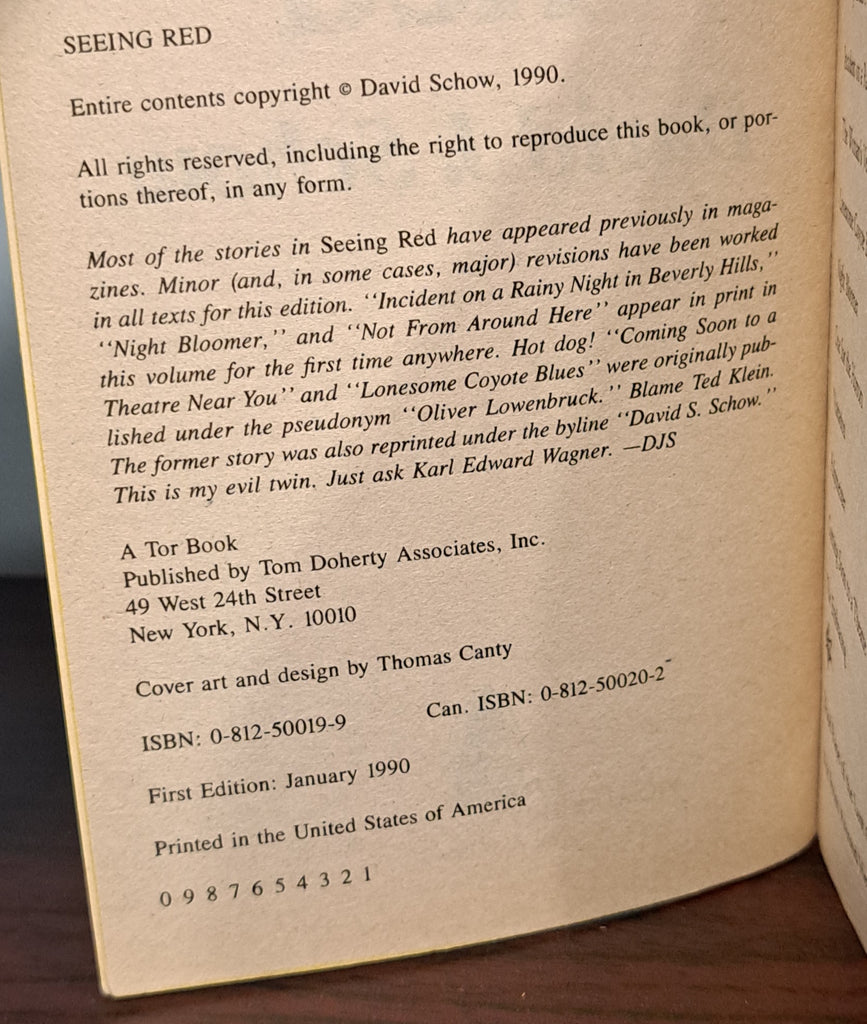 SEEING RED
Entire contents copyright © David Schow, 1990.
All rights reserved, including the right to reproduce this book, or por-
tions thereof, in any form.
Most of the stories in Seeing Red have appeared previously in maga-
zines. Minor (and, in some cases, major) revisions have been worked
in all texts for this edition. ‘‘Incident on a Rainy Night in Beverly Hills,’’
‘‘Night Bloomer,’’ and ‘‘Not From Around Here’’ appear in print in
this volume for the first time anywhere. Hot dog! ‘‘Coming Soon to a
Theatre Near You’’ and ‘‘Lonesome Coyote Blues’’ were originally pub-
lished under the pseudonym ‘‘Oliver Lowenbruck.’’ Blame Ted Klein.
The former story was also reprinted under the byline ‘‘David S. Schow.’’
This is my evil twin. Just ask Karl Edward Wagner. —DJS
A Tor Book
Published by Tom Doherty Associates, Inc.
49 West 24th Street
New York, N.Y. 10010
Cover art and design by Thomas Canty
ISBN: 0-812-50019-9 Can. ISBN: 0-812-50020-2
First Edition: January 1990
Printed in the United States of America
0 9 8 7 6 5 4 3 2 1